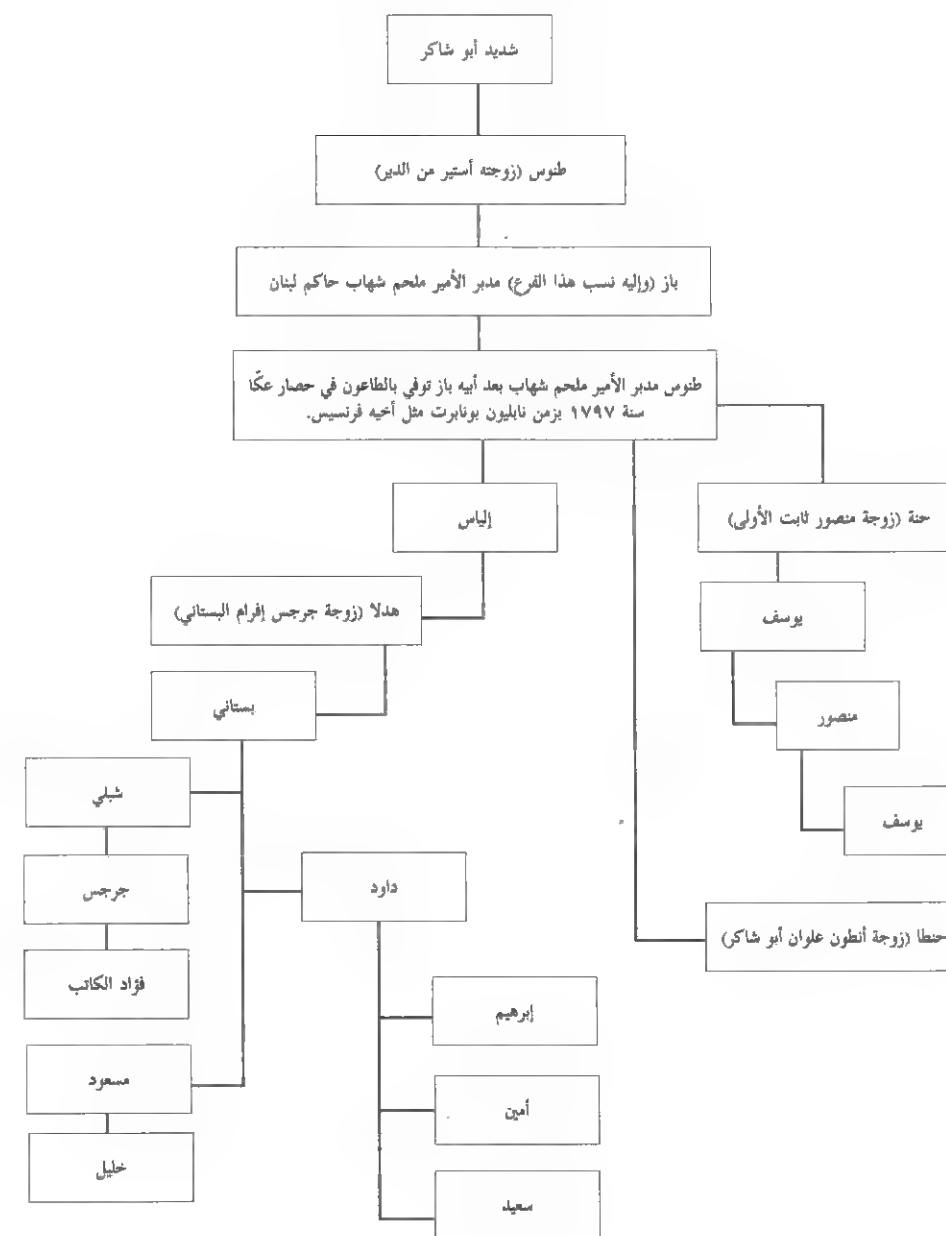 شديد أبو شاكر
طنوس (زوجته أستير من الدير)
باز (وإليه نسب هذا الفرع) مدبر الأمير ملحم شهاب حاكم لبنان
طنوس مدبر الأمير ملحم شهاب بعد أبيه باز توفي بالطاعون في حصار عكّا
سنة ١٧٩٧ بزمن نابليون بونابرت مثل أخيه فرنسيس.
إلياس
حنة (زوجة منصور ثابت الأولى)
هدلا (زوجة جرجس إفرام البستاني)
يوسف
بستاني
منصور
شبلي
يوسف
داود
جرجس
حنطا (زوجة أنطون علوان أبو شاكر)
فؤاد الكاتب
إبرهيم
مسعود
أمين
خليل
سعيد